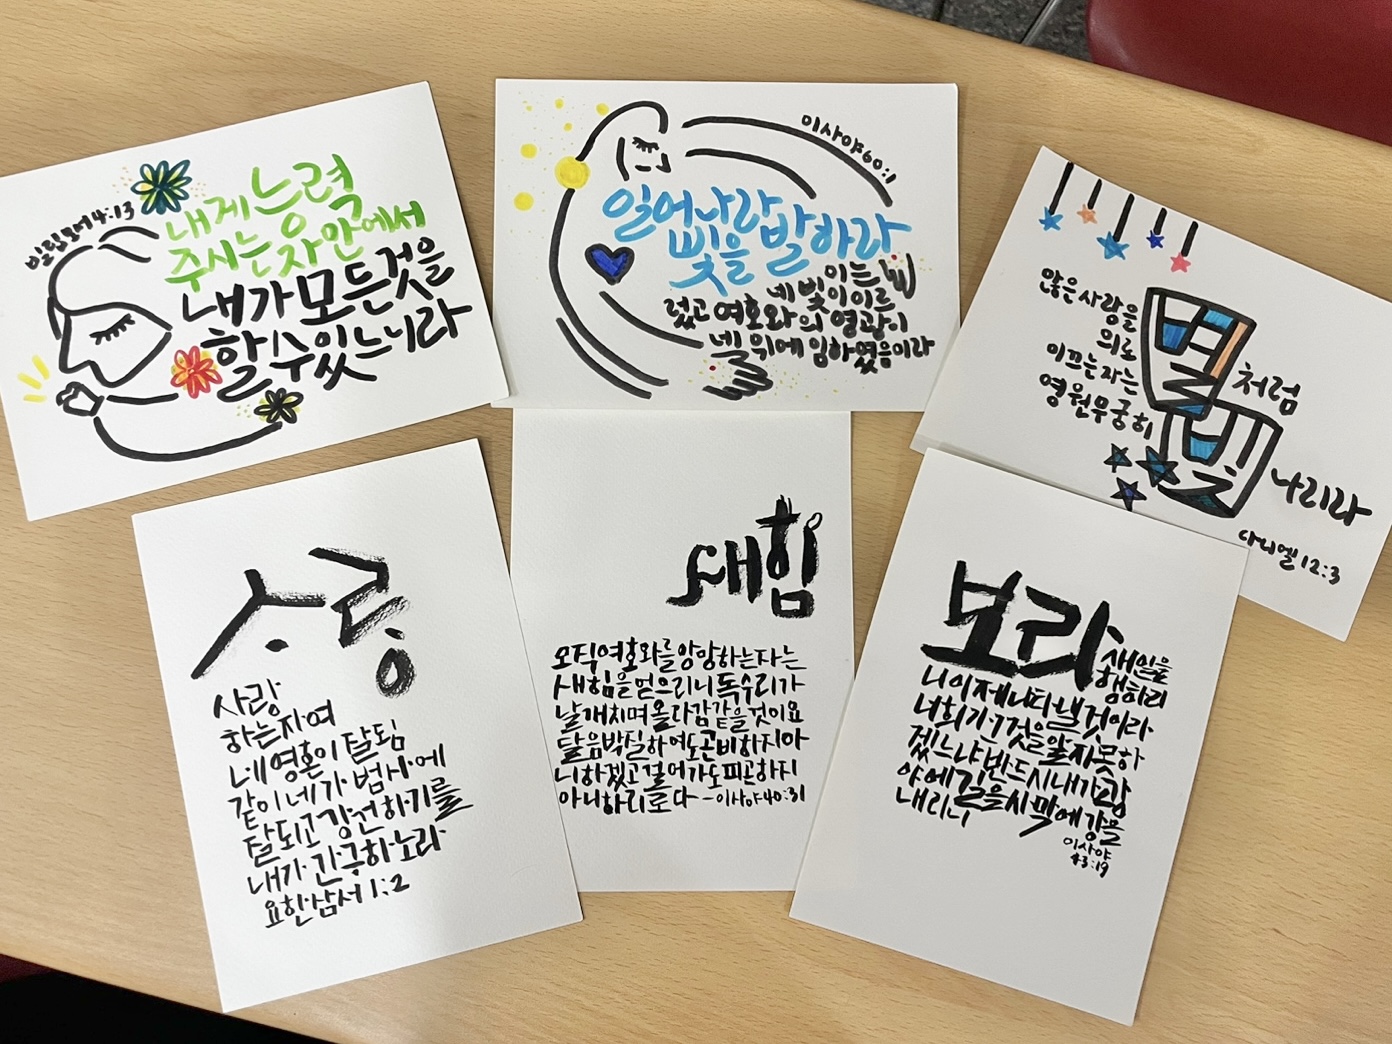 빌립보서 4:13
내게 능력
주시는 자 안에서
내가 모든 것을
할 수 있느니라
이사야 60:1
일어나라
빛을 발하라
이는
네 빛이 이르
렀고 여호와의 영광이
네 위에 임하였음이라
많은 사람을
의로
이끄는 자는
영원무궁히
별처럼
빛나리라
다니엘 12:3
사랑
사랑
하는 자여
네 영혼이 잘됨
같이 네가 범사에
잘되고 강건하기를
내가 간구하노라
요한삼서 1:2
새 힘
오직 여호와를 앙망하는 자는
새 힘을 얻으리니 독수리가
날개치며 올라감 같을 것이요
달음박질하여도 곤비하지 아
니하겠고 걸어가도 피곤하지
아니하리로다 - 이사야 40:31
보라
새 일을
행하리
니 이제 나타낼 것이라
너희가 그것을 알지 못하
겠느냐 반드시 내가 광
야에 길을 사막에 강을
내리니
이사야
43:19